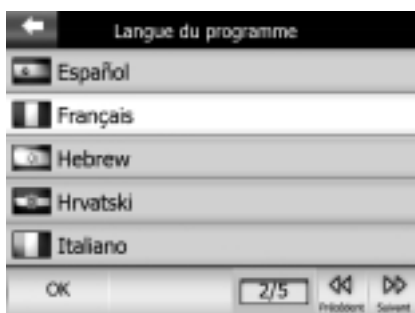 Langue du programme
Español
Français
Hebrew
Hrvatski
Italiano
OK
2/5
Précédent
Suivant